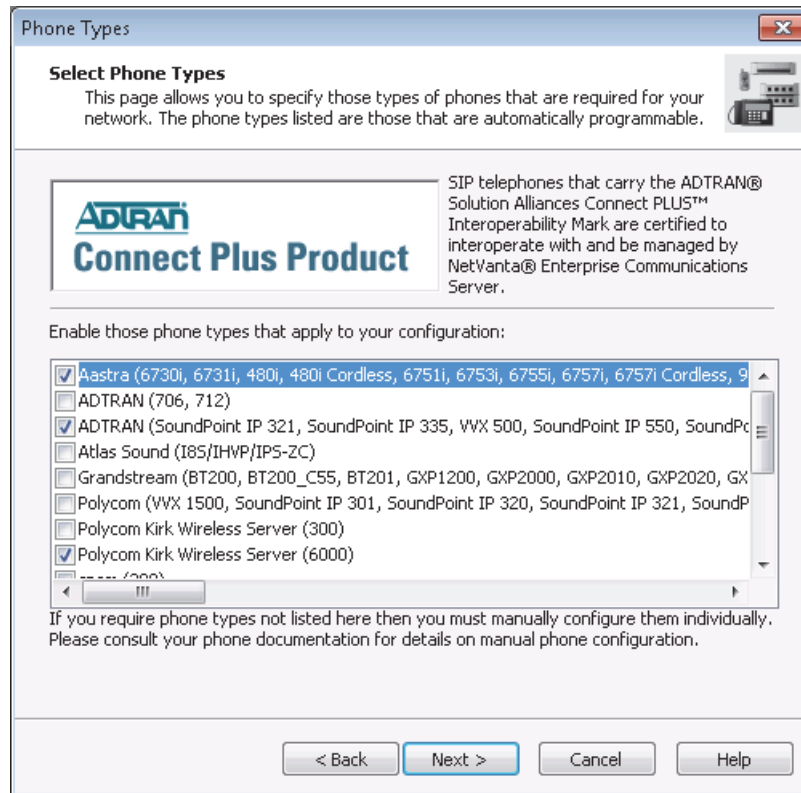 Phone Types
Select Phone Types
This page allows you to specify those types of phones that are required for your
network. The phone types listed are those that are automatically programmable.
ADTRAN
Connect Plus Product
SIP telephones that carry the ADTRAN®
Solution Alliances Connect PLUS™
Interoperability Mark are certified to
interoperate with and be managed by
NetVanta® Enterprise Communications
Server.
Enable those phone types that apply to your configuration:
Aastra (6730i, 6731i, 480i, 480i Cordless, 6751i, 6753i, 6755i, 6757i, 6757i Cordless, 9
ADTRAN (706, 712)
ADTRAN (SoundPoint IP 321, SoundPoint IP 335, VVX 500, SoundPoint IP 550, SoundPo
Atlas Sound (I8S/IHVP/IPS-ZC)
Grandstream (BT200, BT200_C55, BT201, GXP1200, GXP2000, GXP2010, GXP2020, GX
Polycom (VVX 1500, SoundPoint IP 301, SoundPoint IP 320, SoundPoint IP 321, SoundP
Polycom Kirk Wireless Server (300)
Polycom Kirk Wireless Server (6000)
If you require phone types not listed here then you must manually configure them individually.
Please consult your phone documentation for details on manual phone configuration.
< Back
Next >
Cancel
Help